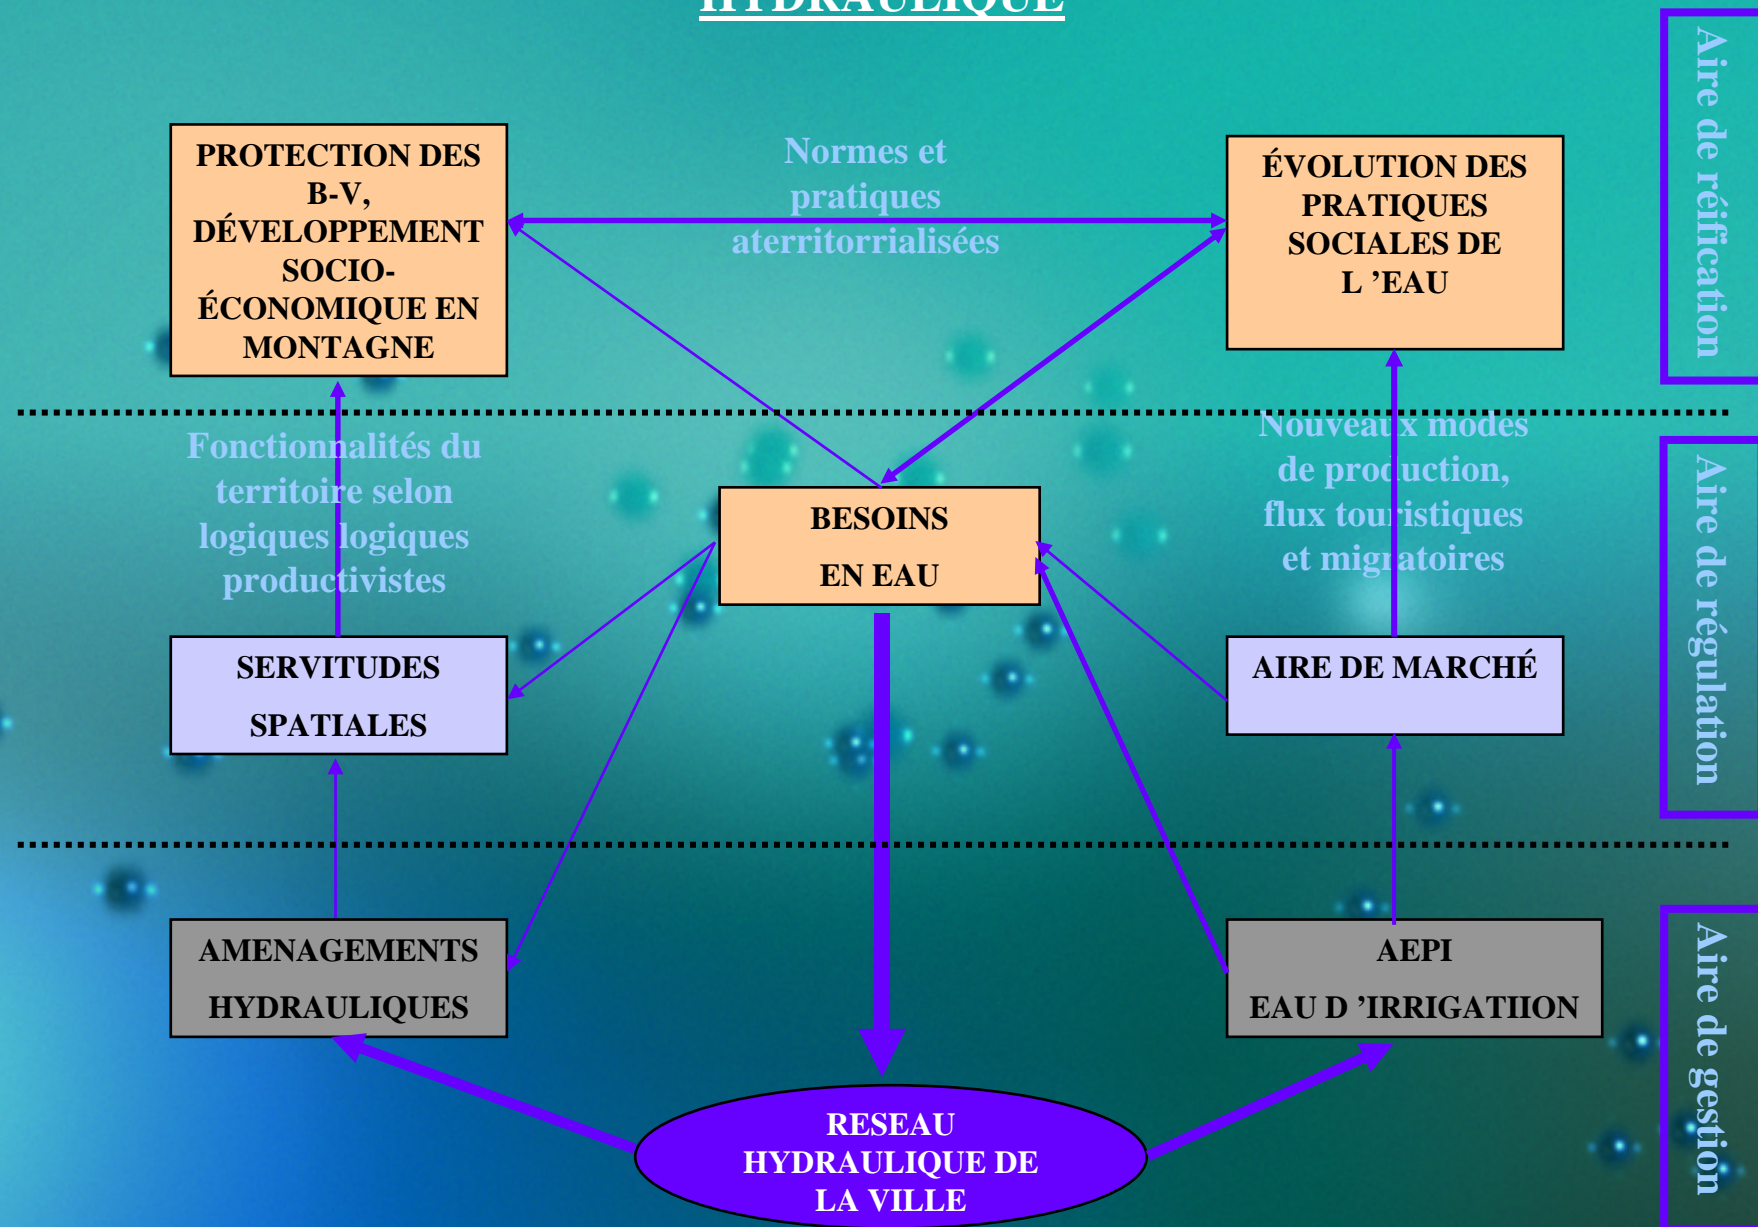 HYDRAULIQUE
Aire de réification
PROTECTION DES
B-V,
DÉVELOPPEMENT
SOCIO-
ÉCONOMIQUE EN
MONTAGNE
Normes et
pratiques
aterritorrialisées
ÉVOLUTION DES
PRATIQUES
SOCIALES DE
L ’EAU
Fonctionnalités du
territoire selon
logiques logiques
productivistes
Nouveaux modes
de production,
flux touristiques
et migratoires
Aire de régulation
BESOINS
EN EAU
SERVITUDES
SPATIALES
AIRE DE MARCHÉ
AMENAGEMENTS
HYDRAULIQUES
AEPI
EAU D ’IRRIGATIION
Aire de gestion
RESEAU
HYDRAULIQUE DE
LA VILLE